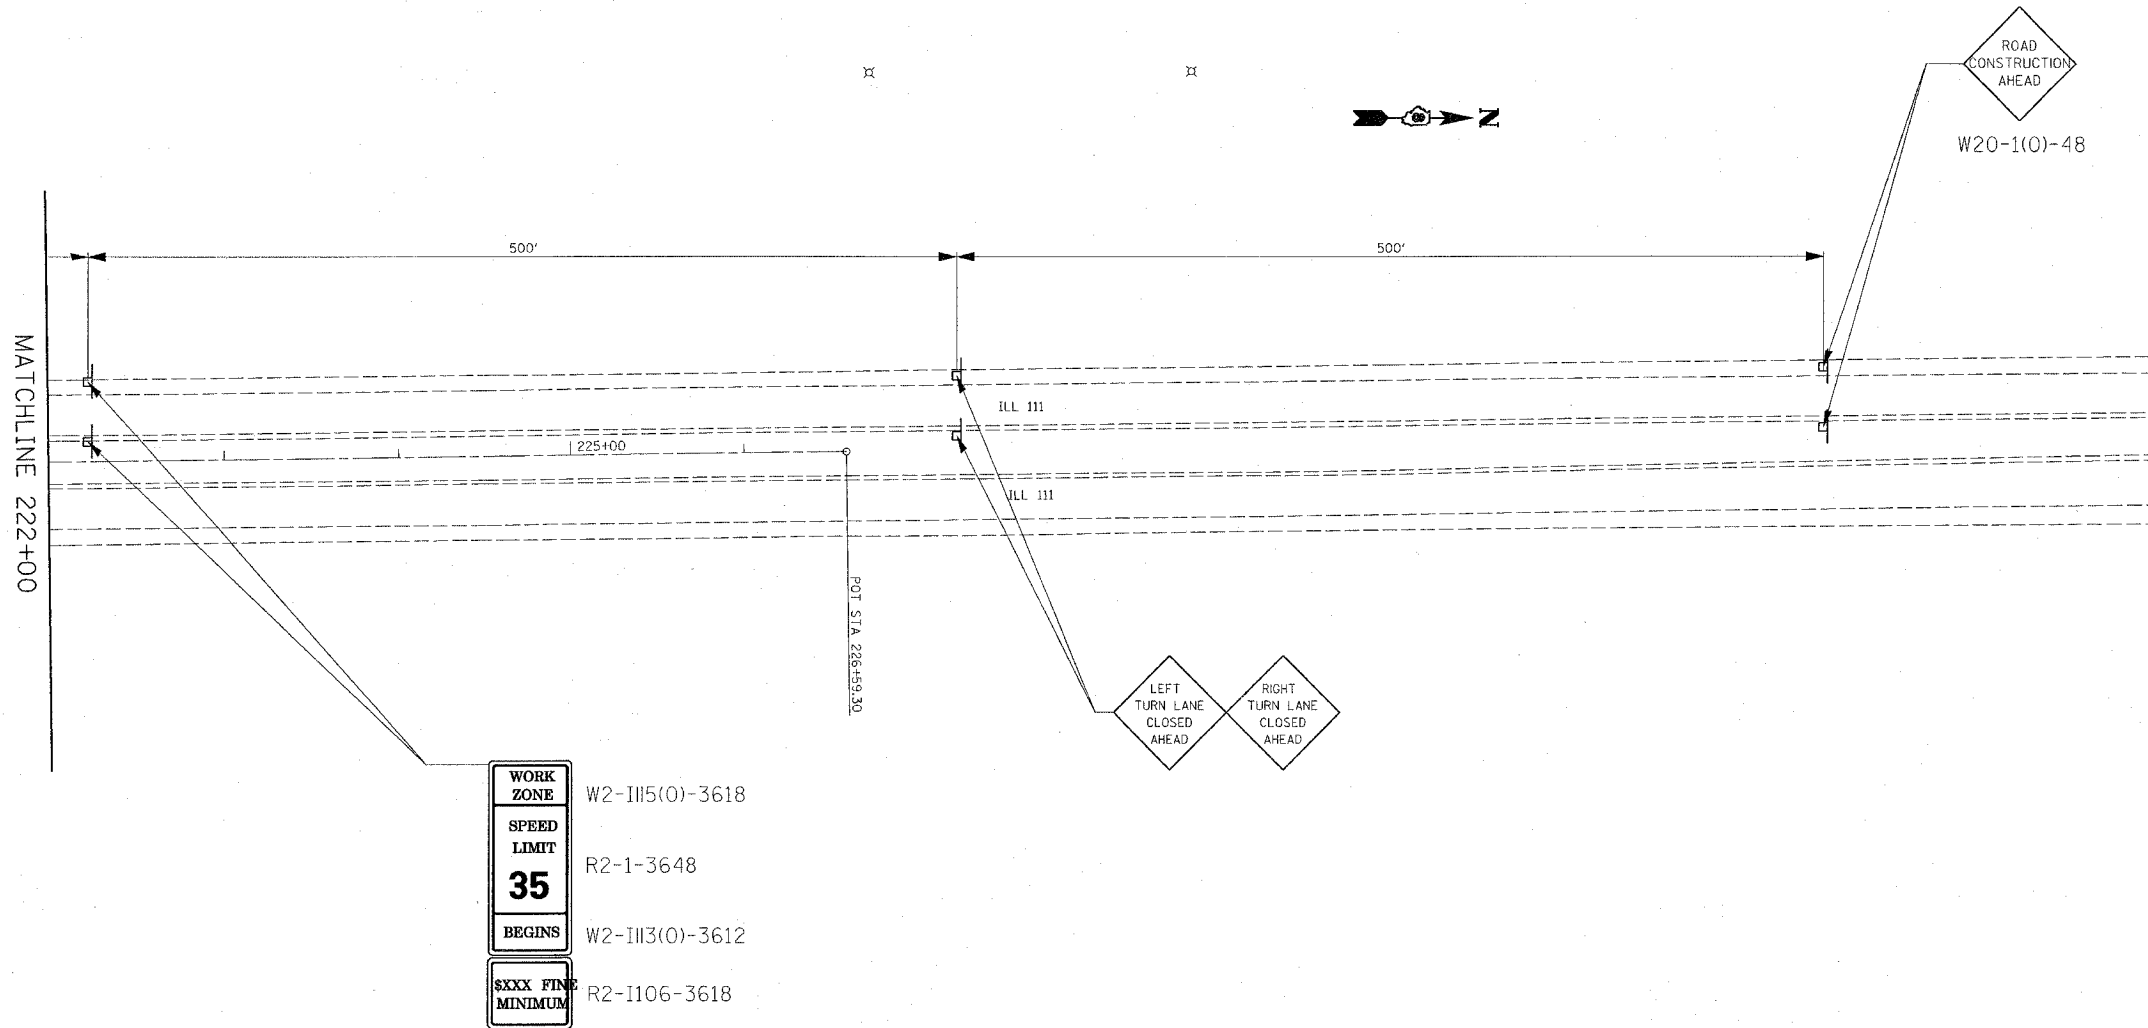 ROAD
CONSTRUCTION
AHEAD
W20-1(O)-48
N
500'
500'
MATCHLINE 222+00
ILL 111
225+00
ILL 111
POT STA 226+59.30
LEFT
TURN LANE
CLOSED
AHEAD
RIGHT
TURN LANE
CLOSED
AHEAD
WORK
ZONE
W2-I115(O)-3618
SPEED
LIMIT
35
R2-1-3648
BEGINS
W2-I113(O)-3612
$XXX FINE
MINIMUM
R2-I106-3618